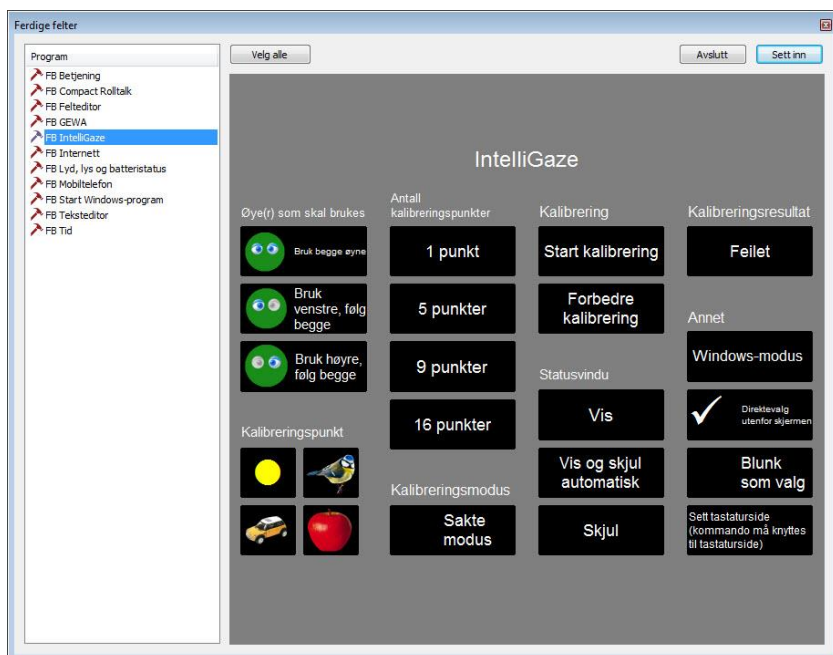 Ferdige felter
Program
FB Betjening
FB Compact Rolltalk
FB Felteditor
FB GEWA
FB IntelliGaze
FB Internett
FB Lyd, lys og batteristatus
FB Mobiltelefon
FB Start Windows-program
FB Teksteditor
FB Tid
Velg alle
Avslutt
Sett inn
IntelliGaze
Øye(r) som skal brukes
Bruk begge øyne
Bruk
venstre, følg
begge
Bruk høyre,
følg begge
Kalibreringspunkt
Antall
kalibreringspunkter
1 punkt
5 punkter
9 punkter
16 punkter
Kalibreringsmodus
Sakte
modus
Kalibrering
Start kalibrering
Forbedre
kalibrering
Statusvindu
Vis
Vis og skjul
automatisk
Skjul
Kalibreringsresultat
Feilet
Annet
Windows-modus
Direktevalg
utenfor skjermen
Blunk
som valg
Sett tastaturside
(kommando må knyttes
til tastaturside)